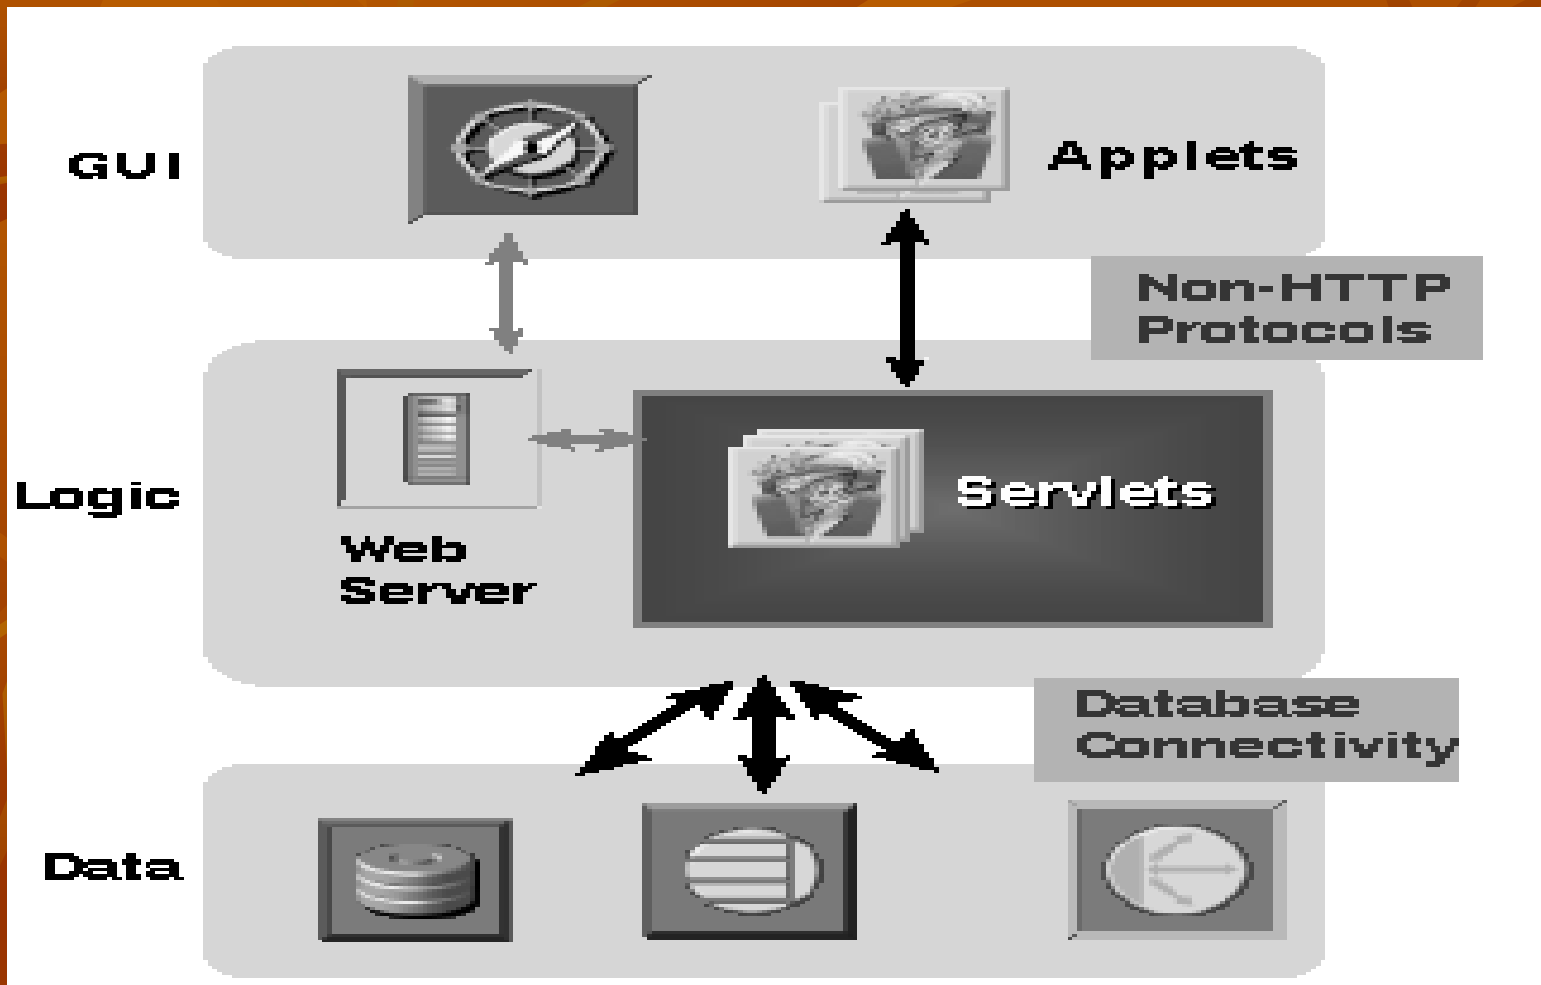 GUI
Applets
Non-HTTP
Protocols
Logic
Servlets
Web
Server
Database
Connectivity
Data